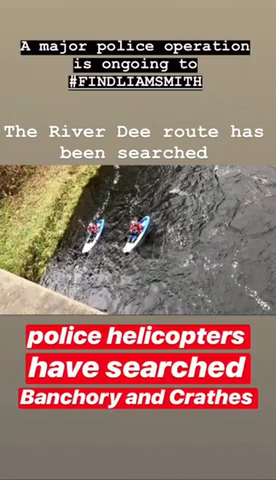 A major police operation
is ongoing to
#FINDLIAMSMITH
The River Dee route has
been searched
police helicopters
have searched
Banchory and Crathes